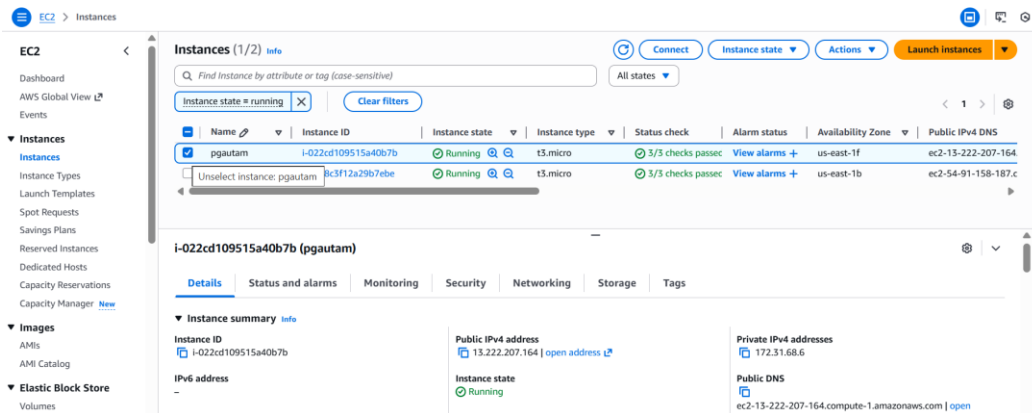 EC2 > Instances
EC2
Dashboard
AWS Global View
Events
Instances
Instances
Instance Types
Launch Templates
Spot Requests
Savings Plans
Reserved Instances
Dedicated Hosts
Capacity Reservations
Capacity Manager New
Images
AMIs
AMI Catalog
Elastic Block Store
Volumes
Instances (1/2) Info
Connect
Instance state
Actions
Launch instances
Find Instance by attribute or tag (case-sensitive)
All states
Instance state = running
Clear filters
1
Name Instance ID Instance state Instance type Status check Alarm status Availability Zone Public IPv4 DNS
pgautam i-022cd109515a40b7b Running t3.micro 3/3 checks passec View alarms + us-east-1f ec2-13-222-207-164.
Unselect instance: pgautam 8c3f12a29b7ebe Running t3.micro 3/3 checks passec View alarms + us-east-1b ec2-54-91-158-187.c
i-022cd109515a40b7b (pgautam)
Details Status and alarms Monitoring Security Networking Storage Tags
Instance summary Info
Instance ID
i-022cd109515a40b7b
Public IPv4 address
13.222.207.164 | open address
Private IPv4 addresses
172.31.68.6
IPv6 address
–
Instance state
Running
Public DNS
ec2-13-222-207-164.compute-1.amazonaws.com | open